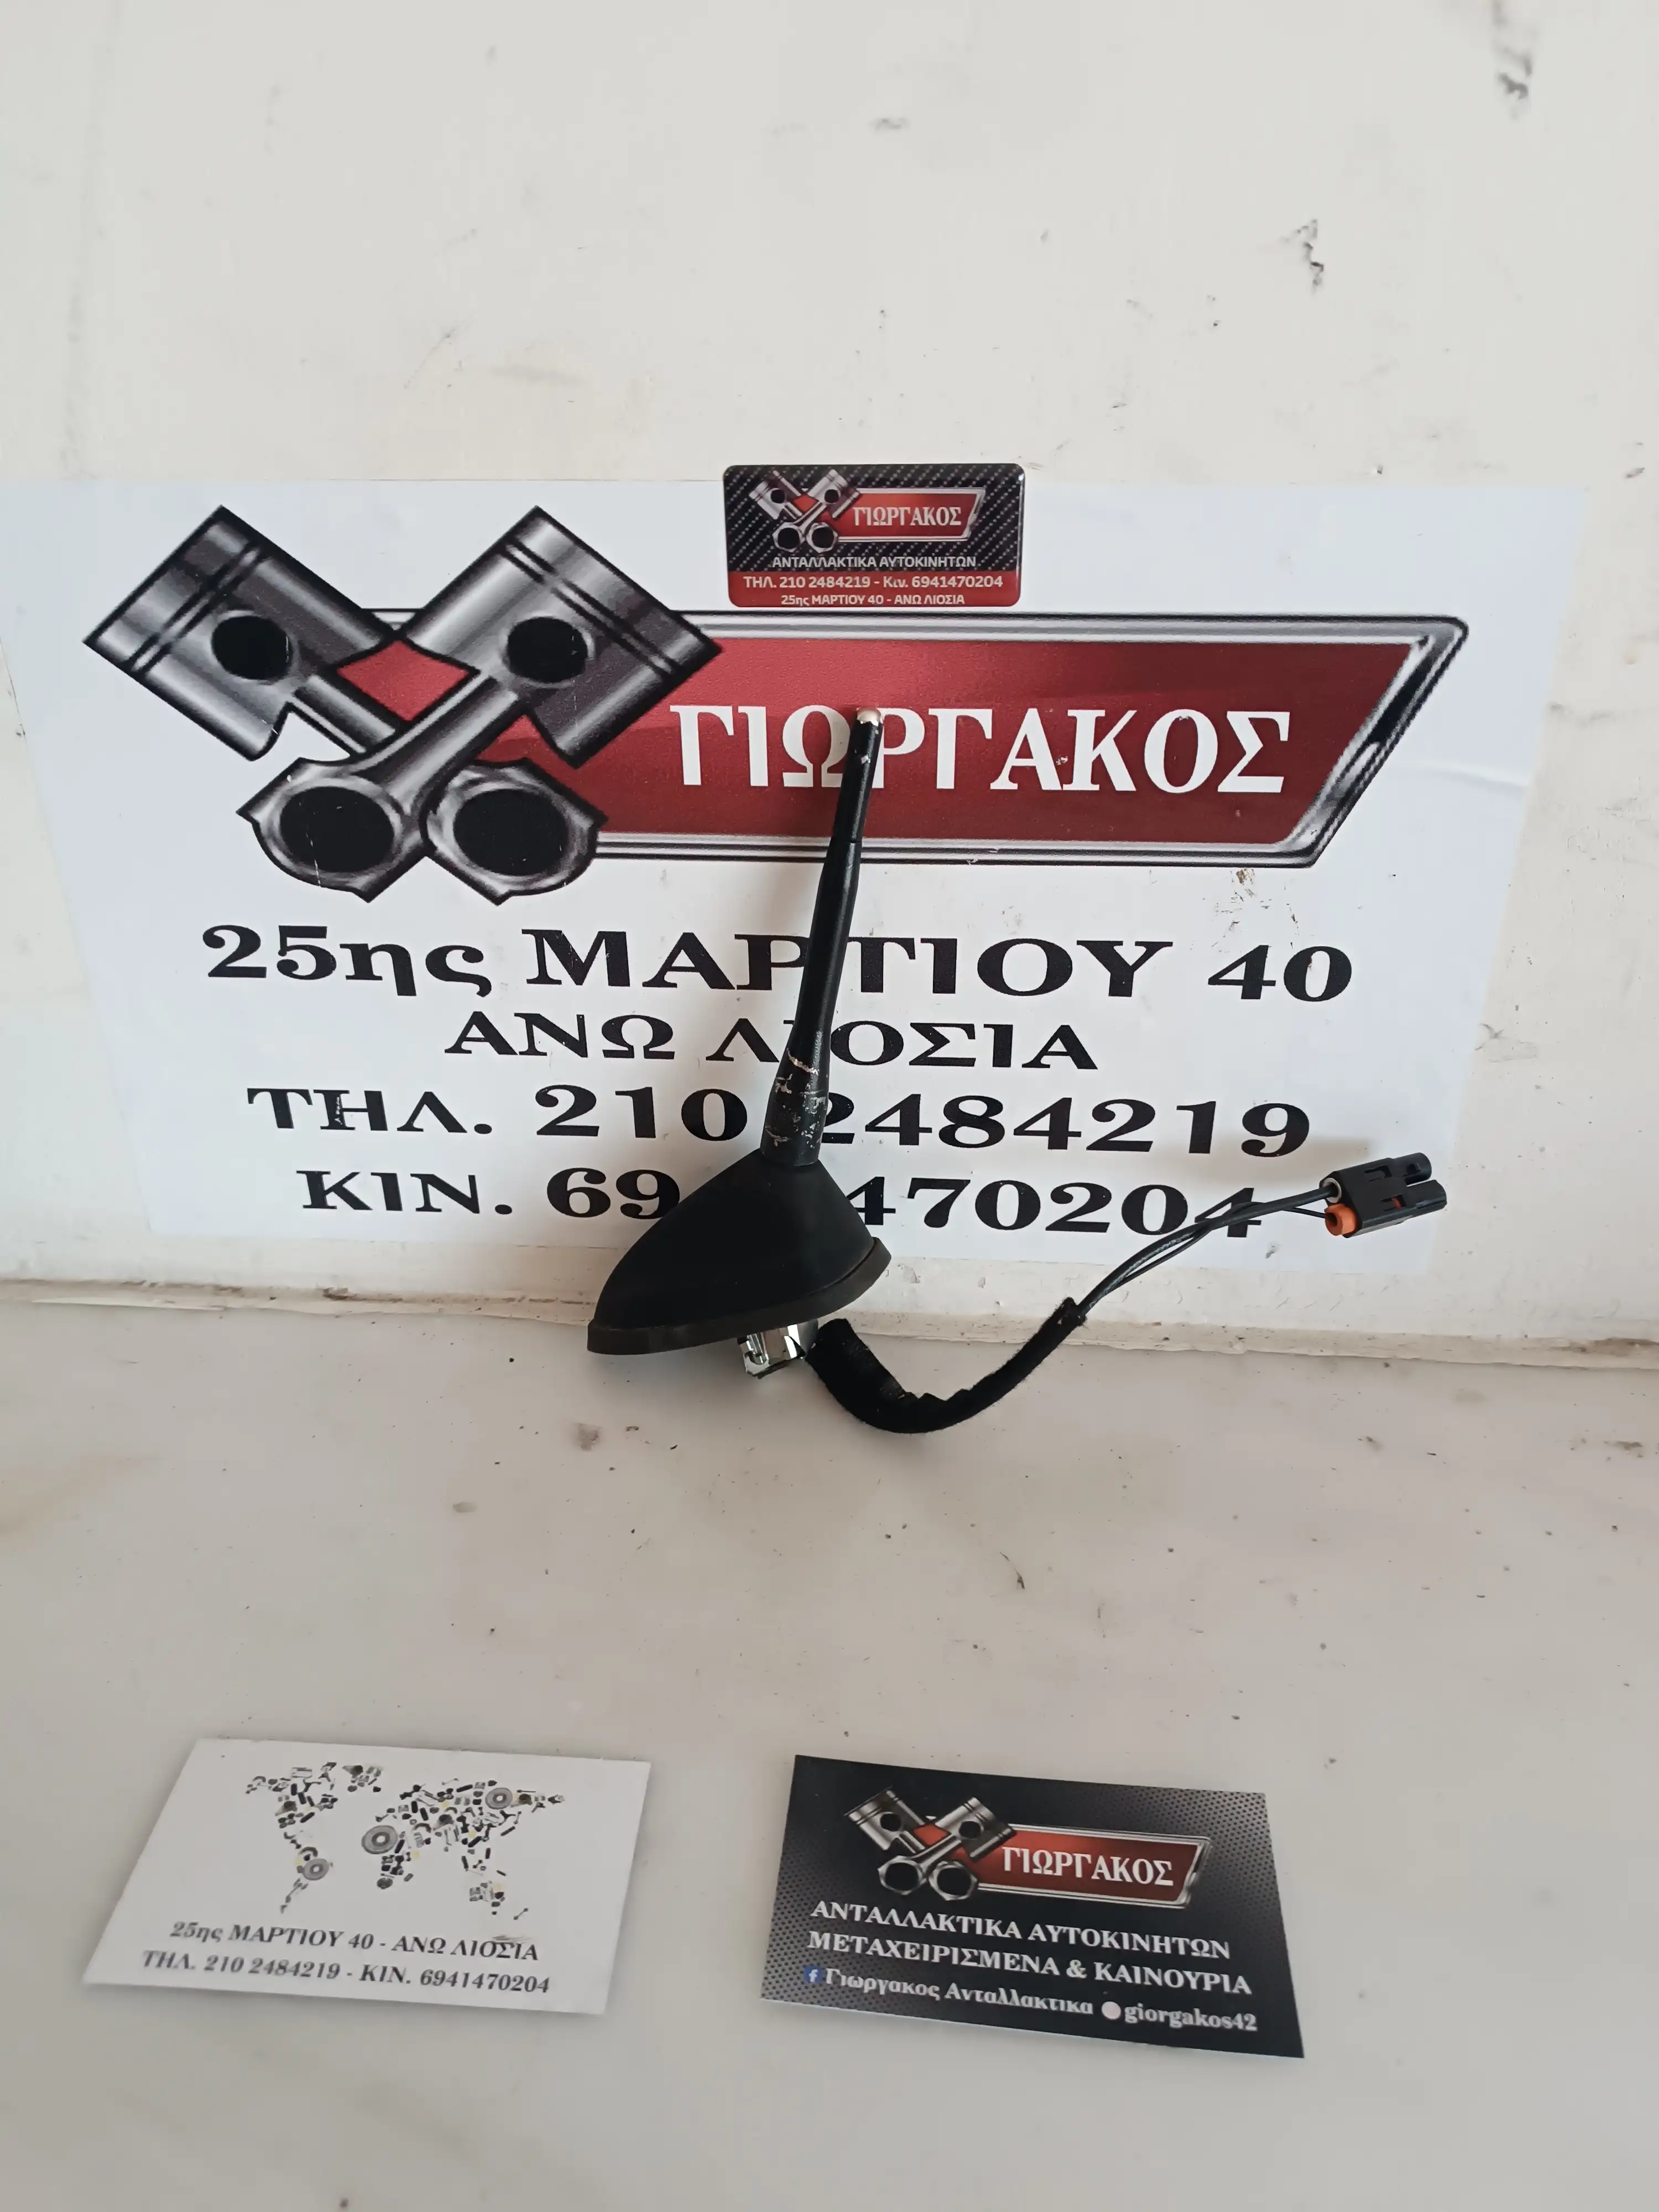 ΓΙΩΡΓΑΚΟΣ
ΑΝΤΑΛΛΑΚΤΙΚΑ ΑΥΤΟΚΙΝΗΤΩΝ
ΤΗΛ. 210 2484219 - Κιν. 6941470204
25ης ΜΑΡΤΙΟΥ 40 - ΑΝΩ ΛΙΟΣΙΑ
ΓΙΩΡΓΑΚΟΣ
25ης ΜΑΡΤΙΟΥ 40
ΑΝΩ ΛΙΟΣΙΑ
ΤΗΛ. 210 2484219
ΚΙΝ. 69 470204
25ης ΜΑΡΤΙΟΥ 40 - ΑΝΩ ΛΙΟΣΙΑ
ΤΗΛ. 210 2484219 - ΚΙΝ. 6941470204
ΓΙΩΡΓΑΚΟΣ
ΑΝΤΑΛΛΑΚΤΙΚΑ ΑΥΤΟΚΙΝΗΤΩΝ
ΜΕΤΑΧΕΙΡΙΣΜΕΝΑ & ΚΑΙΝΟΥΡΙΑ
Γιωργακος Ανταλλακτικα giorgakos42